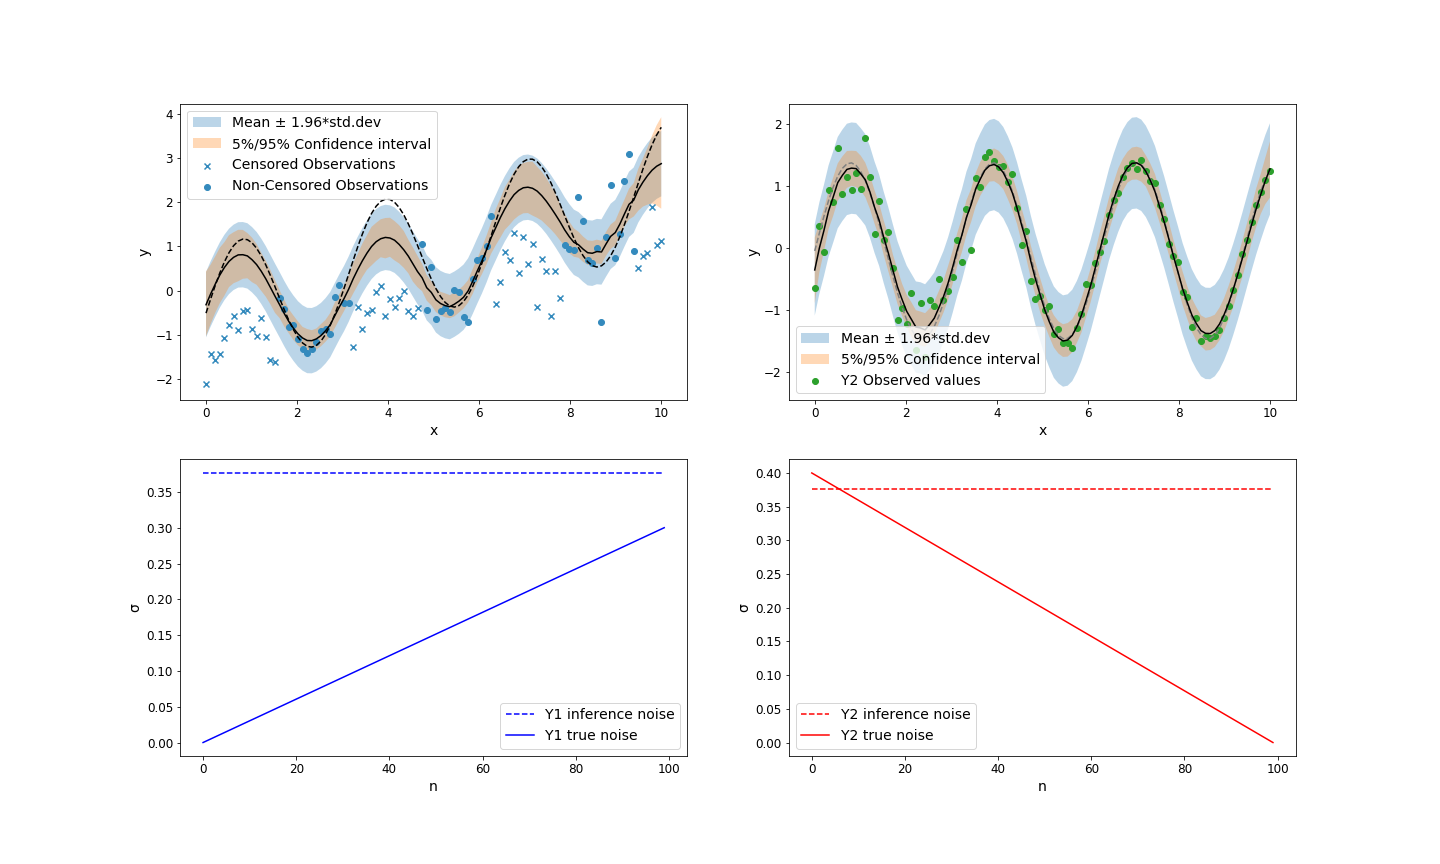 4
3
2
1
0
−1
−2
y
Mean ± 1.96*std.dev
5%/95% Confidence interval
Censored Observations
Non-Censored Observations
0 2 4 6 8 10
x
2
1
0
−1
−2
y
Mean ± 1.96*std.dev
5%/95% Confidence interval
Y2 Observed values
0 2 4 6 8 10
x
0.35
0.30
0.25
0.20
0.15
0.10
0.05
0.00
σ
Y1 inference noise
Y1 true noise
0 20 40 60 80 100
n
0.40
0.35
0.30
0.25
0.20
0.15
0.10
0.05
0.00
σ
Y2 inference noise
Y2 true noise
0 20 40 60 80 100
n